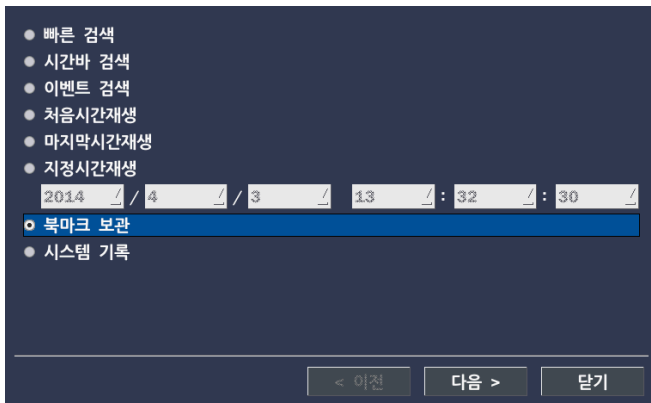 빠른 검색
시간바 검색
이벤트 검색
처음시간재생
마지막시간재생
지정시간재생
2014 / 4 / 3 13 : 32 : 30
북마크 보관
시스템 기록
< 이전 다음 > 닫기